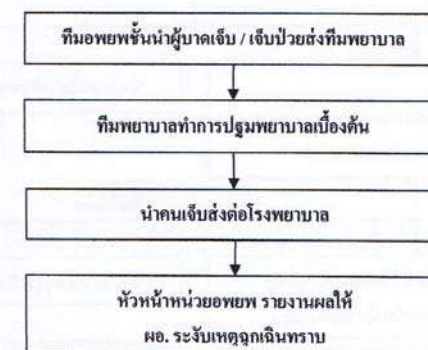 ทีมอพยพชั้นนำผู้บาดเจ็บ / เจ็บป่วยส่งทีมพยาบาล
ทีมพยาบาลทำการปฐมพยาบาลเบื้องต้น
นำคนเจ็บส่งต่อโรงพยาบาล
หัวหน้าหน่วยอพยพ รายงานผลให้
ผอ. ระงับเหตุฉุกเฉินทราบ